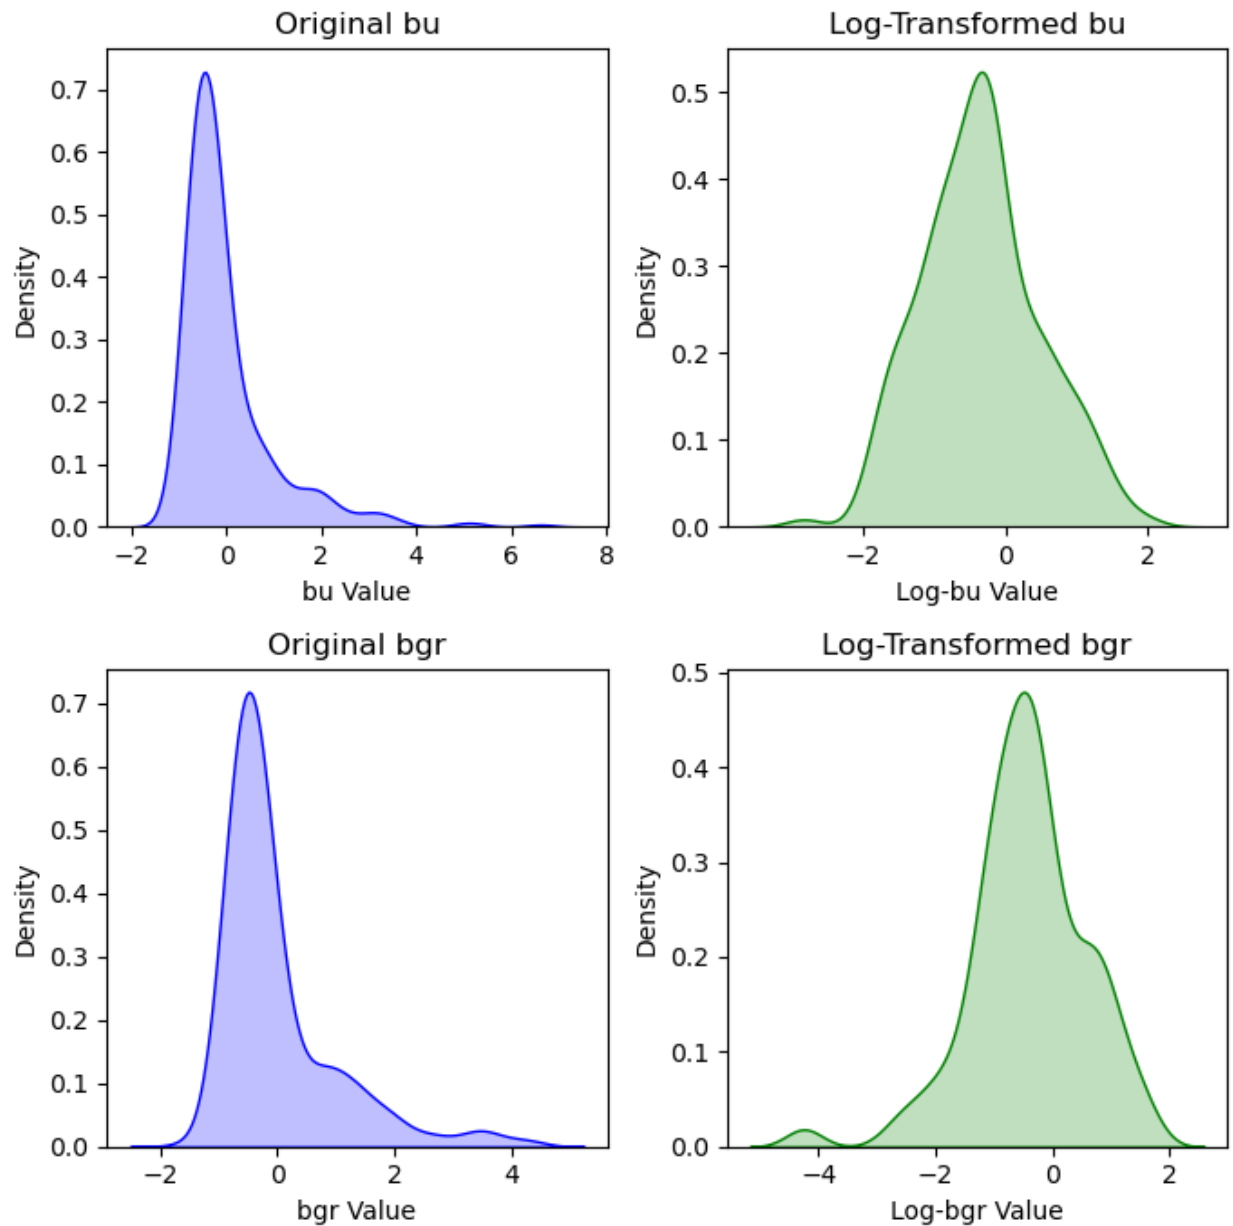 Original bu
Density
0.7
0.6
0.5
0.4
0.3
0.2
0.1
0.0
−2 0 2 4 6 8
bu Value
Log-Transformed bu
Density
0.5
0.4
0.3
0.2
0.1
0.0
−2 0 2
Log-bu Value
Original bgr
Density
0.7
0.6
0.5
0.4
0.3
0.2
0.1
0.0
−2 0 2 4
bgr Value
Log-Transformed bgr
Density
0.5
0.4
0.3
0.2
0.1
0.0
−4 −2 0 2
Log-bgr Value